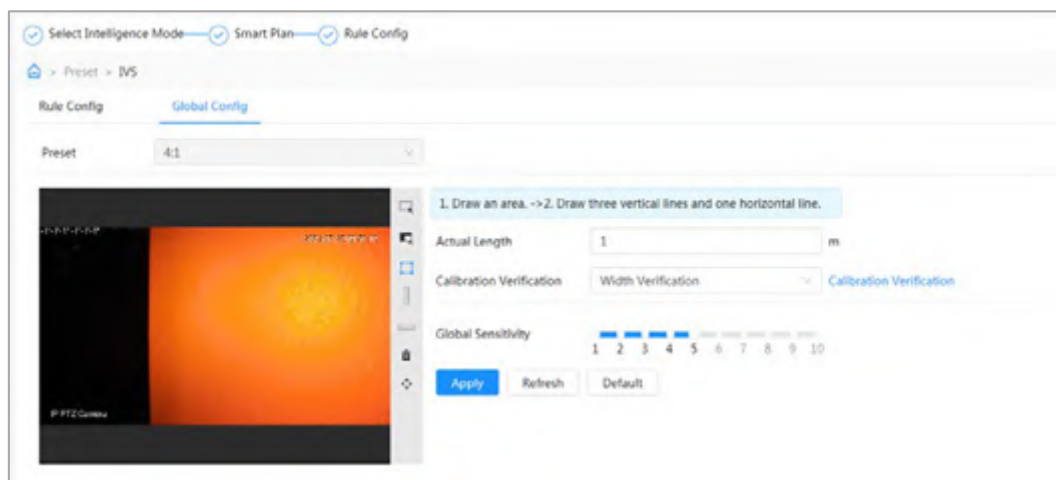 Select Intelligence Mode Smart Plan Rule Config
> Preset > IVS
Rule Config Global Config
Preset 4:1
1. Draw an area. ->2. Draw three vertical lines and one horizontal line.
Actual Length 1 m
Calibration Verification Width Verification Calibration Verification
Global Sensitivity
1 2 3 4 5 6 7 8 9 10
Apply Refresh Default
IP PTZ Camera